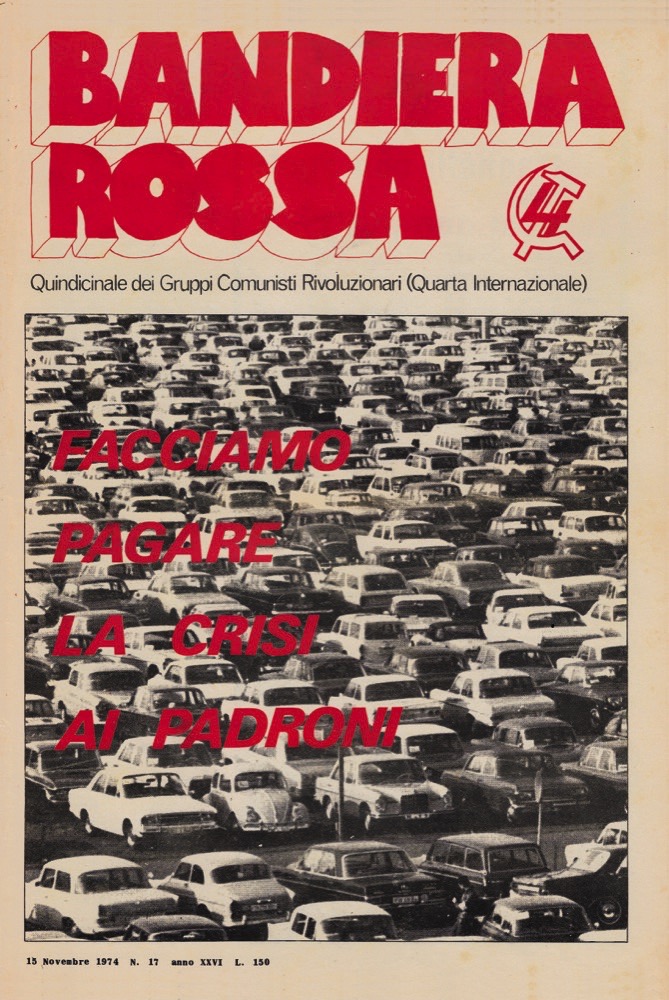 BANDIERA
ROSSA
4
Quindicinale dei Gruppi Comunisti Rivoluzionari (Quarta Internazionale)
FACCIAMO
PAGARE
LA CRISI
AI PADRONI
15 Novembre 1974 N. 17 anno XXVI L. 150